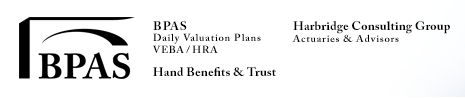 BPAS
BPAS
Daily Valuation Plans
VEBA/HRA
Hand Benefits & Trust
Harbridge Consulting Group
Actuaries & Advisors